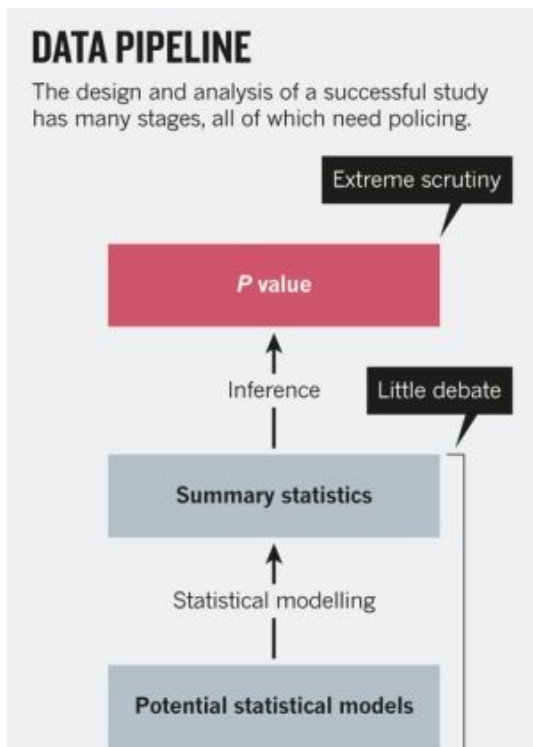 DATA PIPELINE
The design and analysis of a successful study
has many stages, all of which need policing.
Extreme scrutiny
P value
Inference
Little debate
Summary statistics
Statistical modelling
Potential statistical models